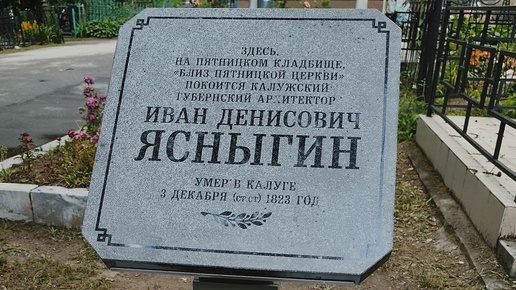 ЗДЕСЬ,
НА ПЯТНИЦКОМ КЛАДБИЩЕ,
«БЛИЗ ПЯТНИЦКОЙ ЦЕРКВИ»
ПОКОИТСЯ КАЛУЖСКИЙ
ГУБЕРНСКИЙ АРХИТЕКТОР
ИВАН ДЕНИСОВИЧ
ЯСНЫГИН
УМЕР В КАЛУГЕ
3 ДЕКАБРЯ (ст.ст) 1823 ГОД